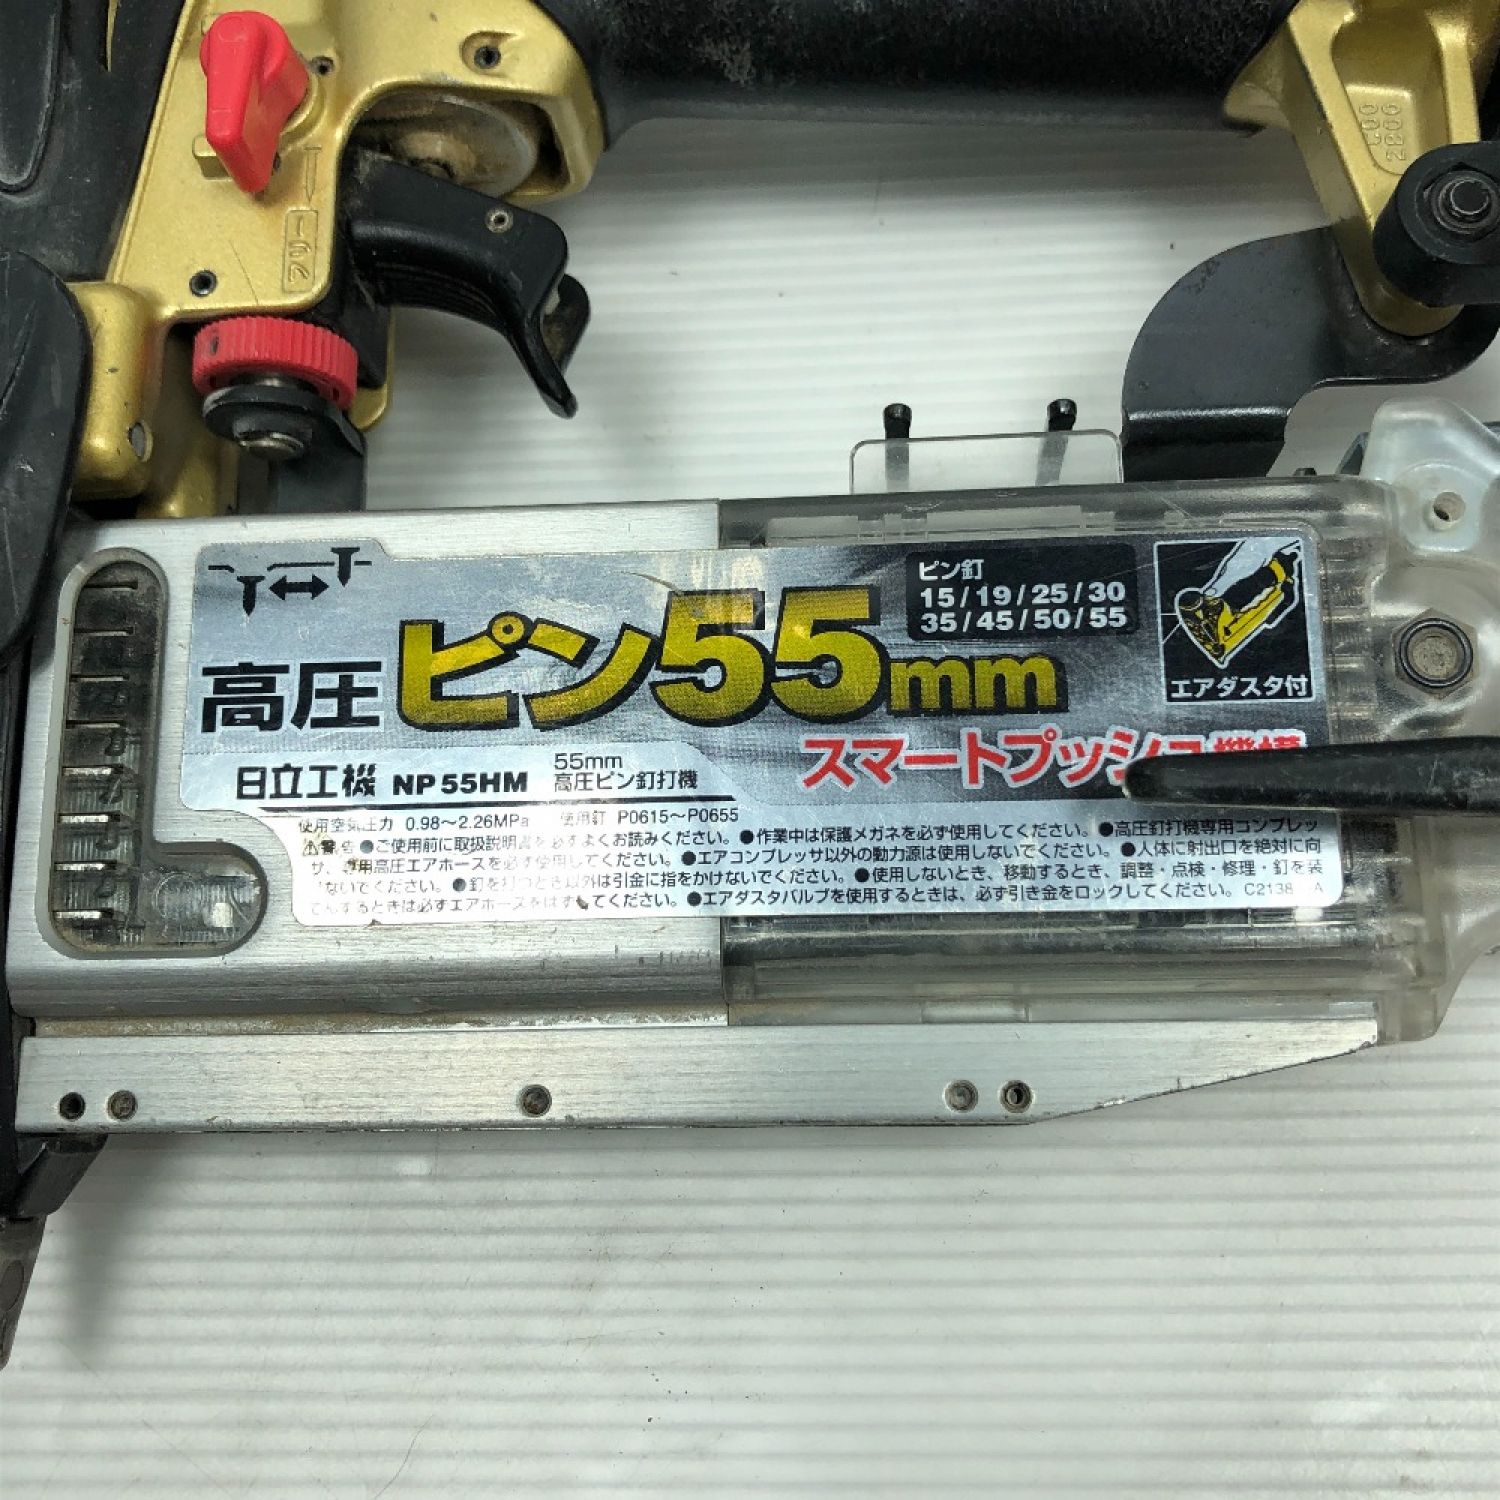 ピン釘
15/19/25/30
35/45/50/55
高圧 ピン55mm
エアダスタ付
スマートプッシュ
日立工機 NP55HM 55mm
高圧ピン釘打機
使用空気圧力 0.98～2.26MPa 使用釘 P0615～P0655
警告 ●ご使用前に取扱説明書を必ずよくお読みください。●作業中は保護メガネを必ず使用してください。●高圧釘打機専用コンプレッ
サ、専用高圧エアホースを必ず使用してください。●エアコンプレッサ以外の動力源は使用しないでください。●人体に射出口を絶対に向
けないでください。●釘を打つとき以外は引金に指をかけないでください。●使用しないとき、移動するとき、調整・点検・修理・釘を装
てんするときは必ずエアホースをはずしてください。●エアダスタバルブを使用するときは、必ず引き金をロックしてください。